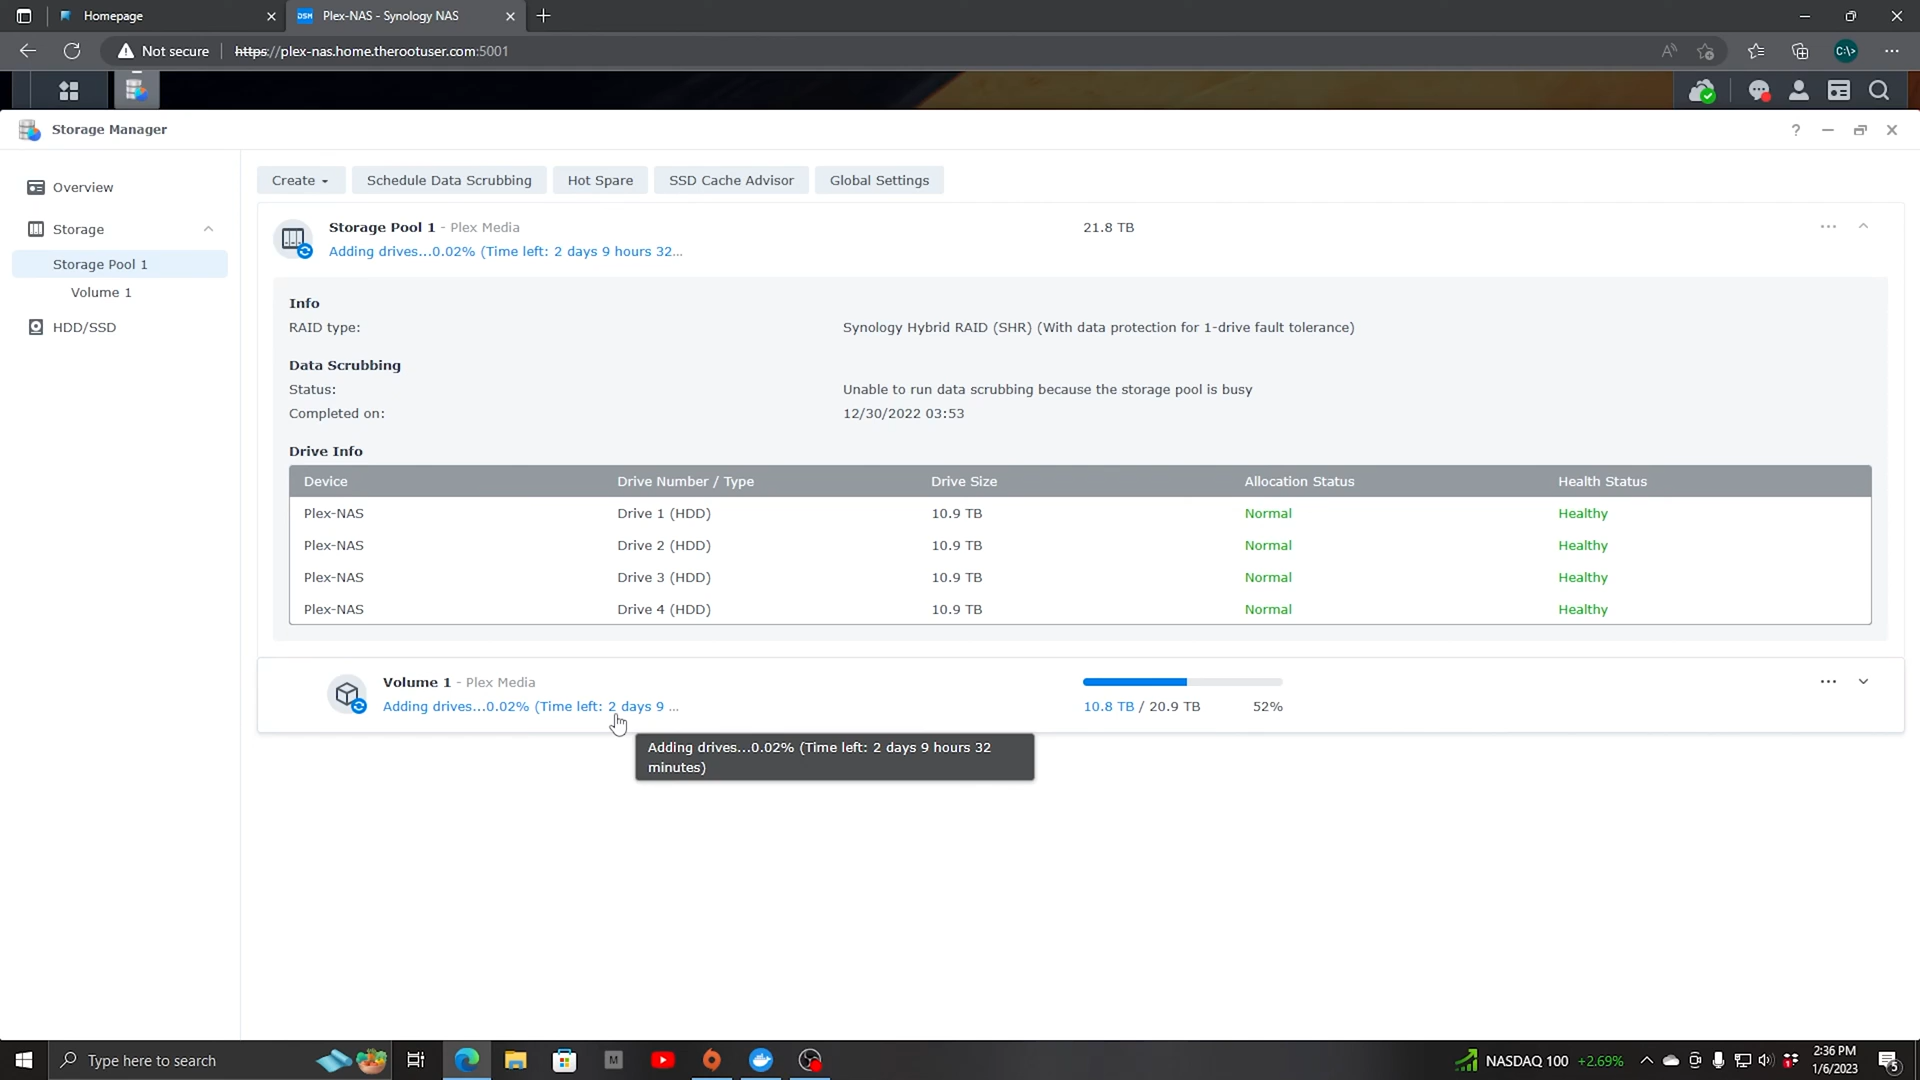 Homepage
DSM Plex-NAS - Synology NAS
Not secure https://plex-nas.home.therootuser.com:5001
C:\>
Storage Manager
Overview
Storage
Storage Pool 1
Volume 1
HDD/SSD
Create Schedule Data Scrubbing Hot Spare SSD Cache Advisor Global Settings
Storage Pool 1 - Plex Media 21.8 TB
Adding drives...0.02% (Time left: 2 days 9 hours 32...
Info
RAID type: Synology Hybrid RAID (SHR) (With data protection for 1-drive fault tolerance)
Data Scrubbing
Status: Unable to run data scrubbing because the storage pool is busy
Completed on: 12/30/2022 03:53
Drive Info
Device Drive Number / Type Drive Size Allocation Status Health Status
Plex-NAS Drive 1 (HDD) 10.9 TB Normal Healthy
Plex-NAS Drive 2 (HDD) 10.9 TB Normal Healthy
Plex-NAS Drive 3 (HDD) 10.9 TB Normal Healthy
Plex-NAS Drive 4 (HDD) 10.9 TB Normal Healthy
Volume 1 - Plex Media
Adding drives...0.02% (Time left: 2 days 9 ... 10.8 TB / 20.9 TB 52%
Adding drives...0.02% (Time left: 2 days 9 hours 32
minutes)
Type here to search
M
NASDAQ 100 +2.69%
2:36 PM
1/6/2023
5